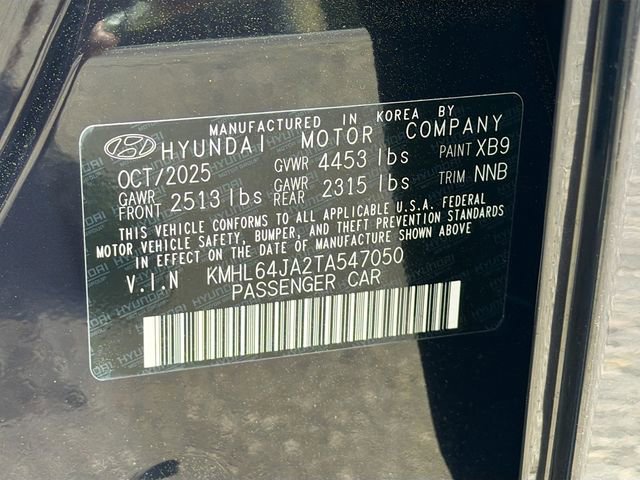 MANUFACTURED IN KOREA BY
HYUNDAI MOTOR COMPANY
OCT/2025 GVWR 4453 lbs PAINT XB9
GAWR FRONT 2513 lbs GAWR REAR 2315 lbs TRIM NNB
THIS VEHICLE CONFORMS TO ALL APPLICABLE U.S.A. FEDERAL
MOTOR VEHICLE SAFETY, BUMPER, AND THEFT PREVENTION STANDARDS
IN EFFECT ON THE DATE OF MANUFACTURE SHOWN ABOVE
V.I.N KMHL64JA2TA547050
PASSENGER CAR